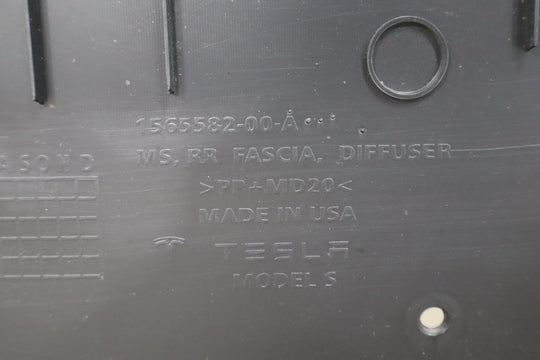 1565582-00-A
MS, RR FASCIA, DIFFUSER
>PP+MD20<
MADE IN USA
TESLA
MODEL S
A S O N D